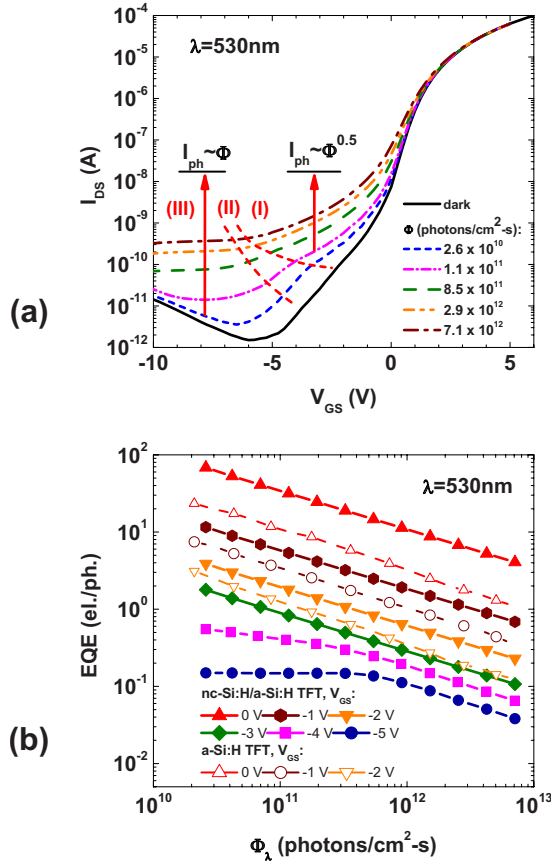 10^-4
10^-5
10^-6
10^-7
10^-8
10^-9
10^-10
10^-11
10^-12
I_DS (A)
λ=530nm
I_ph~Φ
I_ph~Φ^0.5
(III)
(II)
(I)
dark
Φ (photons/cm^2-s):
2.6 x 10^10
1.1 x 10^11
8.5 x 10^11
2.9 x 10^12
7.1 x 10^12
-10
-5
0
5
V_GS (V)
(a)
10^2
10^1
10^0
10^-1
10^-2
EQE (el./ph.)
λ=530nm
nc-Si:H/a-Si:H TFT, V_GS:
0 V -1 V -2 V
-3 V -4 V -5 V
a-Si:H TFT, V_GS:
0 V -1 V -2 V
10^10 10^11 10^12 10^13
Φ_λ (photons/cm^2-s)
(b)